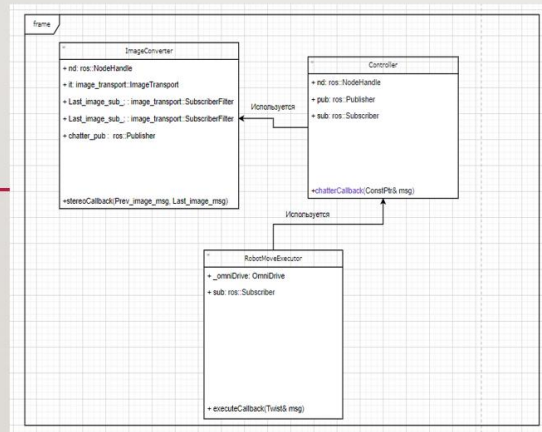 frame
ImageConverter
+ nd: ros::NodeHandle
+ it: image_transport::ImageTransport
+ Last_image_sub_: : image_transport::SubscriberFilter
+ Last_image_sub_: : image_transport::SubscriberFilter
+ chatter_pub : ros::Publisher
+stereoCallback(Prev_image_msg, Last_image_msg)
Используется
Controller
+ nd: ros::NodeHandle
+ pub: ros::Publisher
+ sub: ros::Subscriber
+chatterCallback(ConstPtr& msg)
Используется
RobotMoveExecutor
+ _omniDrive: OmniDrive
+ sub: ros::Subscriber
+ executeCallback(Twist& msg)